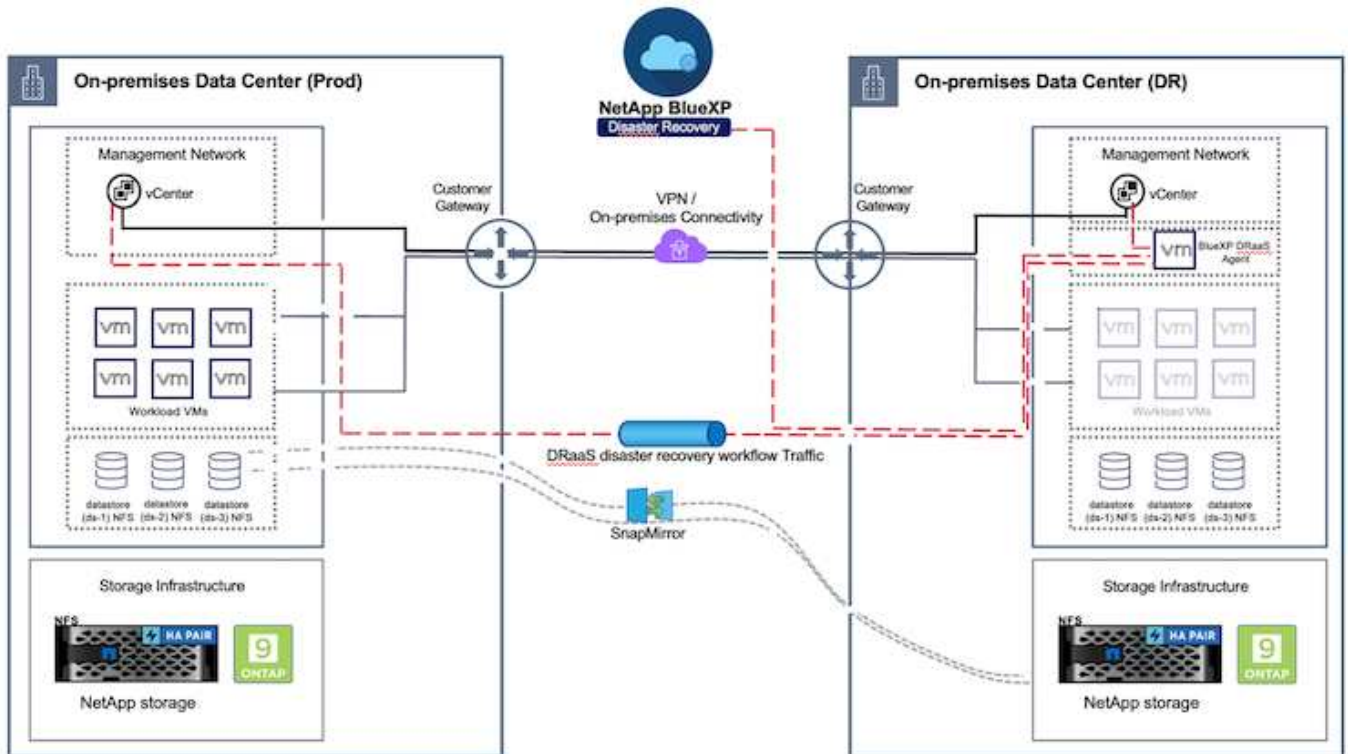 On-premises Data Center (Prod)
Management Network
vCenter
vm vm vm
vm vm vm
Workload VMs
datastore datastore datastore
(ds-1) NFS (ds-2) NFS (ds-3) NFS
Storage Infrastructure
NFS
HA PAIR
9
ONTAP
NetApp storage
NetApp BlueXP
Disaster Recovery
Customer
Gateway
VPN /
On-premises Connectivity
Customer
Gateway
DRaaS disaster recovery workflow Traffic
SnapMirror
On-premises Data Center (DR)
Management Network
vCenter
vm
BlueXP DRaaS
Agent
vm vm vm
vm vm vm
Workload VMs
datastore datastore datastore
(ds-1) NFS (ds-2) NFS (ds-3) NFS
Storage Infrastructure
NFS
HA PAIR
9
ONTAP
NetApp storage